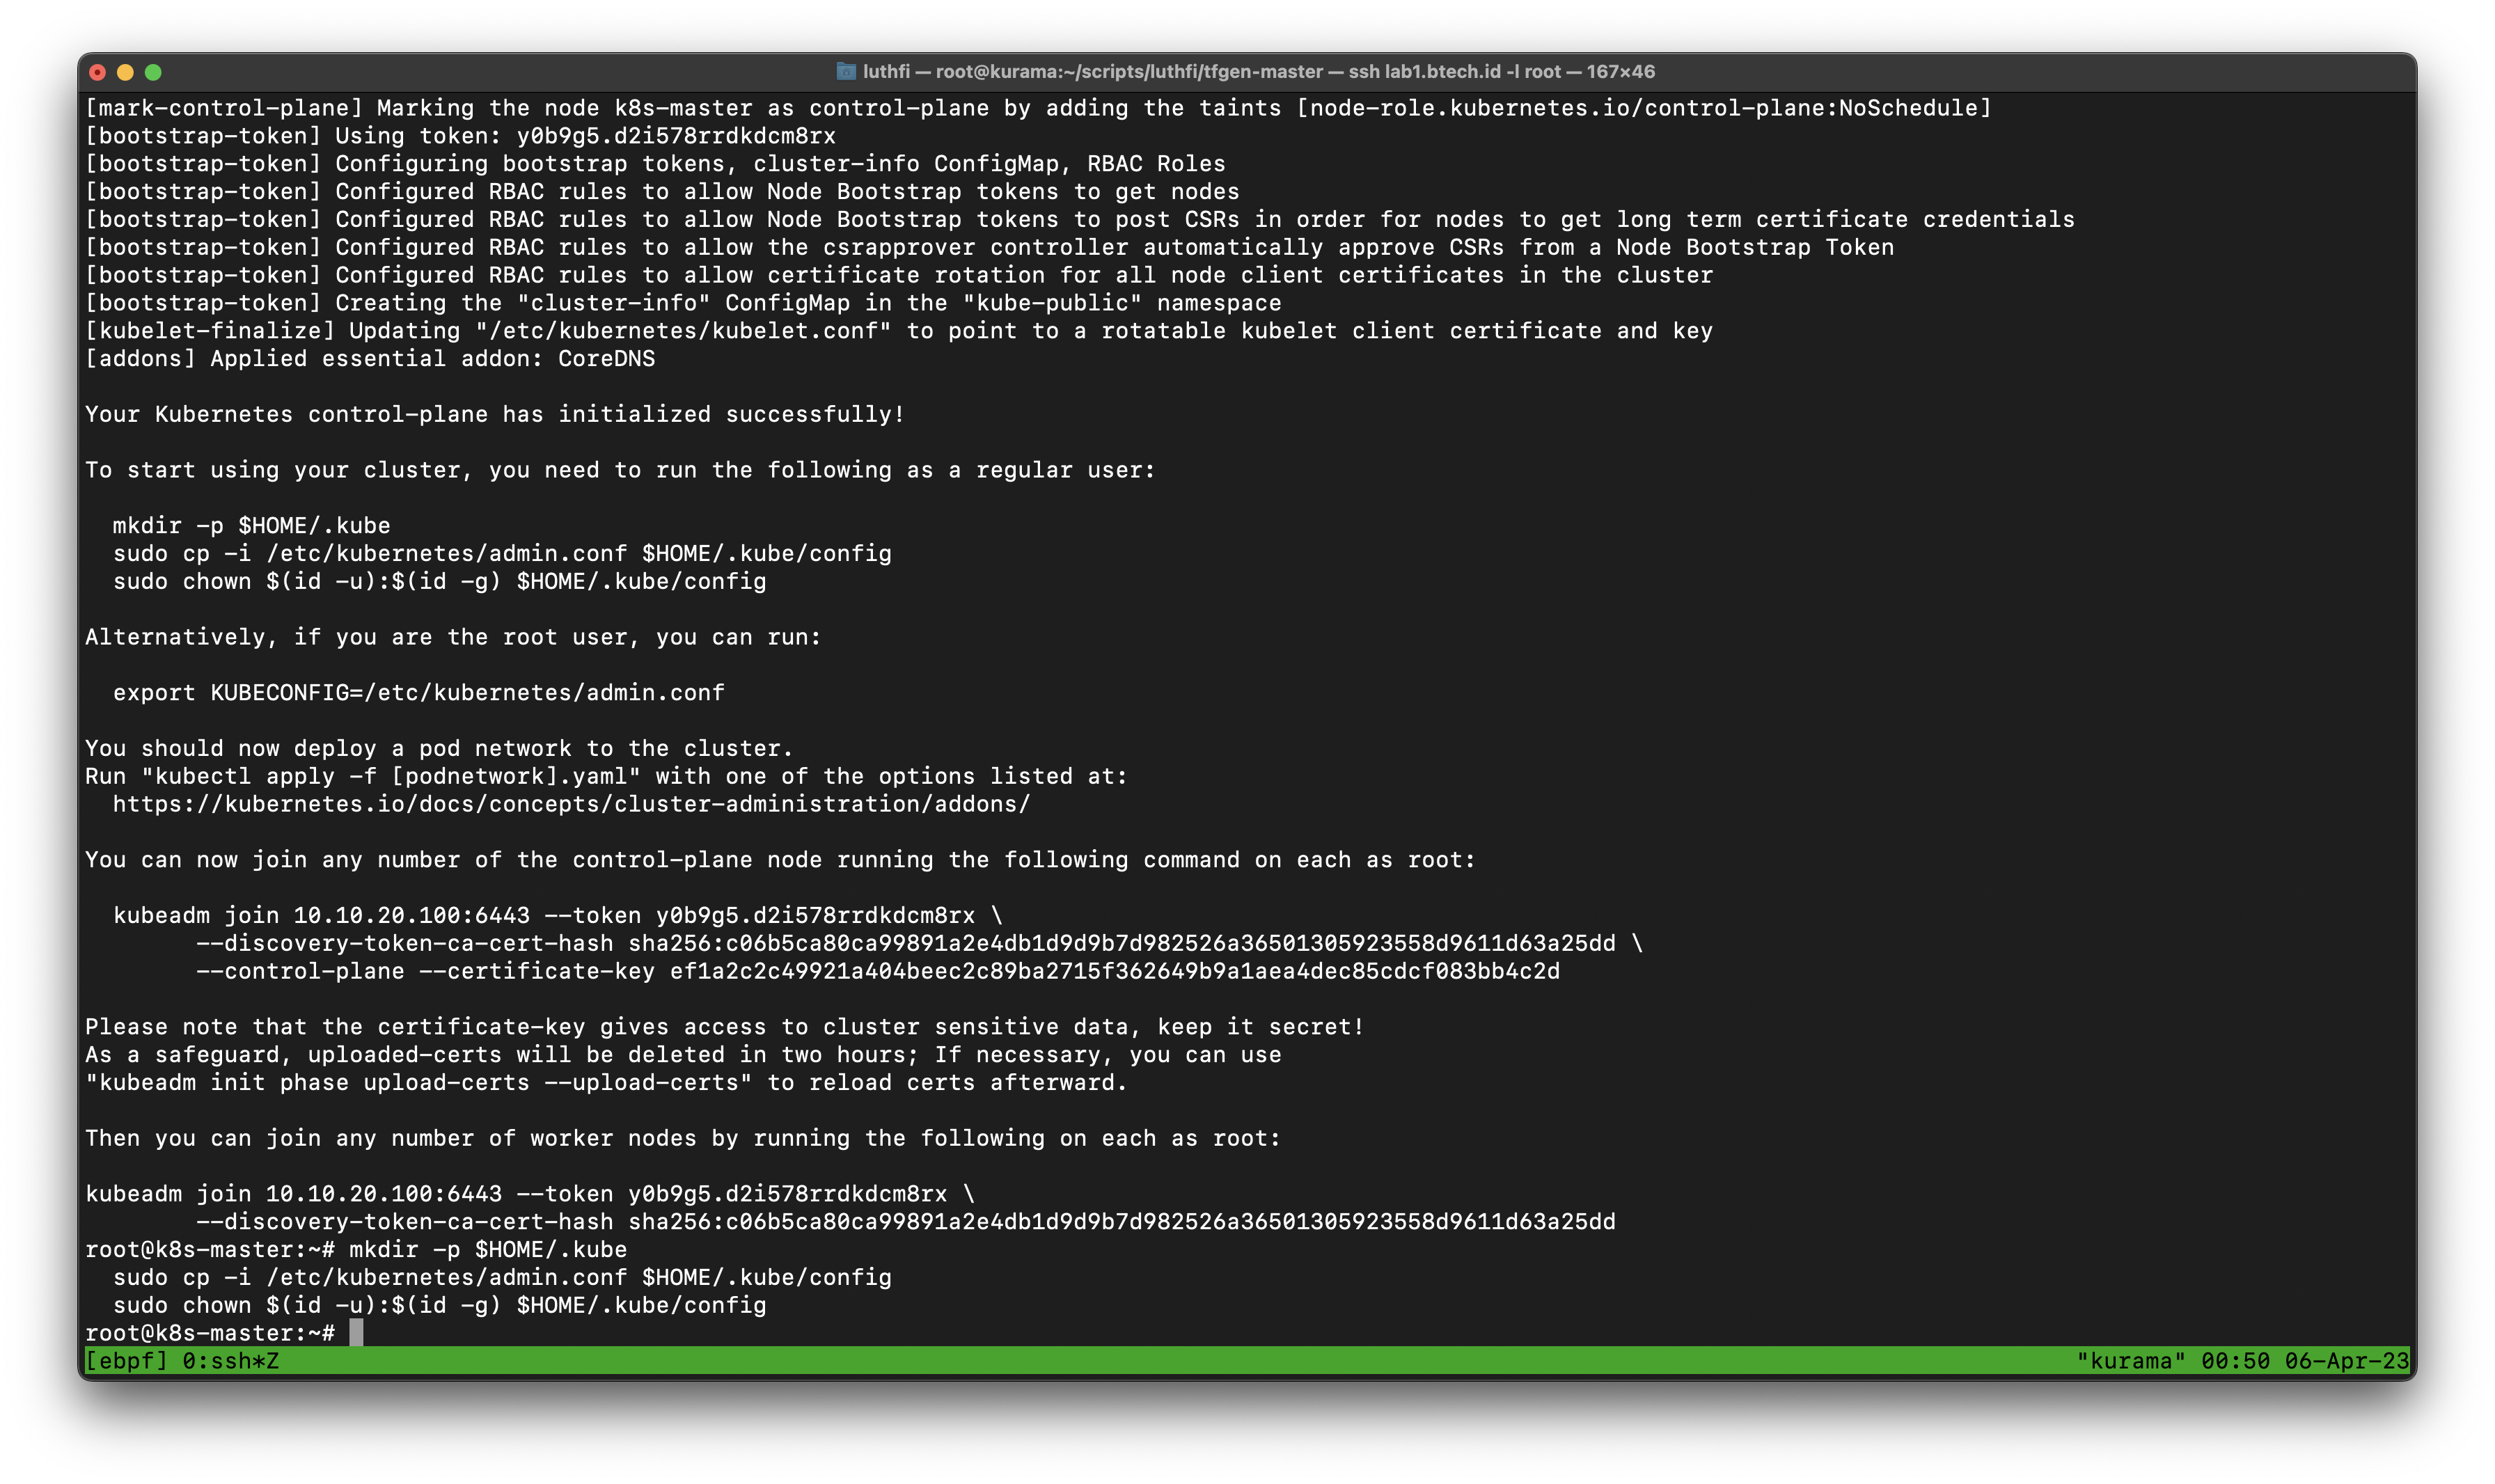 luthfi — root@kurama:~/scripts/luthfi/tfgen-master — ssh lab1.btech.id -l root — 167×46
[mark-control-plane] Marking the node k8s-master as control-plane by adding the taints [node-role.kubernetes.io/control-plane:NoSchedule]
[bootstrap-token] Using token: y0b9g5.d2i578rrdkdcm8rx
[bootstrap-token] Configuring bootstrap tokens, cluster-info ConfigMap, RBAC Roles
[bootstrap-token] Configured RBAC rules to allow Node Bootstrap tokens to get nodes
[bootstrap-token] Configured RBAC rules to allow Node Bootstrap tokens to post CSRs in order for nodes to get long term certificate credentials
[bootstrap-token] Configured RBAC rules to allow the csrapprover controller automatically approve CSRs from a Node Bootstrap Token
[bootstrap-token] Configured RBAC rules to allow certificate rotation for all node client certificates in the cluster
[bootstrap-token] Creating the "cluster-info" ConfigMap in the "kube-public" namespace
[kubelet-finalize] Updating "/etc/kubernetes/kubelet.conf" to point to a rotatable kubelet client certificate and key
[addons] Applied essential addon: CoreDNS
Your Kubernetes control-plane has initialized successfully!
To start using your cluster, you need to run the following as a regular user:
  mkdir -p $HOME/.kube
  sudo cp -i /etc/kubernetes/admin.conf $HOME/.kube/config
  sudo chown $(id -u):$(id -g) $HOME/.kube/config
Alternatively, if you are the root user, you can run:
  export KUBECONFIG=/etc/kubernetes/admin.conf
You should now deploy a pod network to the cluster.
Run "kubectl apply -f [podnetwork].yaml" with one of the options listed at:
  https://kubernetes.io/docs/concepts/cluster-administration/addons/
You can now join any number of the control-plane node running the following command on each as root:
  kubeadm join 10.10.20.100:6443 --token y0b9g5.d2i578rrdkdcm8rx \
        --discovery-token-ca-cert-hash sha256:c06b5ca80ca99891a2e4db1d9d9b7d982526a36501305923558d9611d63a25dd \
        --control-plane --certificate-key ef1a2c2c49921a404beec2c89ba2715f362649b9a1aea4dec85cdcf083bb4c2d
Please note that the certificate-key gives access to cluster sensitive data, keep it secret!
As a safeguard, uploaded-certs will be deleted in two hours; If necessary, you can use
"kubeadm init phase upload-certs --upload-certs" to reload certs afterward.
Then you can join any number of worker nodes by running the following on each as root:
kubeadm join 10.10.20.100:6443 --token y0b9g5.d2i578rrdkdcm8rx \
        --discovery-token-ca-cert-hash sha256:c06b5ca80ca99891a2e4db1d9d9b7d982526a36501305923558d9611d63a25dd
root@k8s-master:~# mkdir -p $HOME/.kube
  sudo cp -i /etc/kubernetes/admin.conf $HOME/.kube/config
  sudo chown $(id -u):$(id -g) $HOME/.kube/config
root@k8s-master:~#
[ebpf] 0:ssh*Z "kurama" 00:50 06-Apr-23